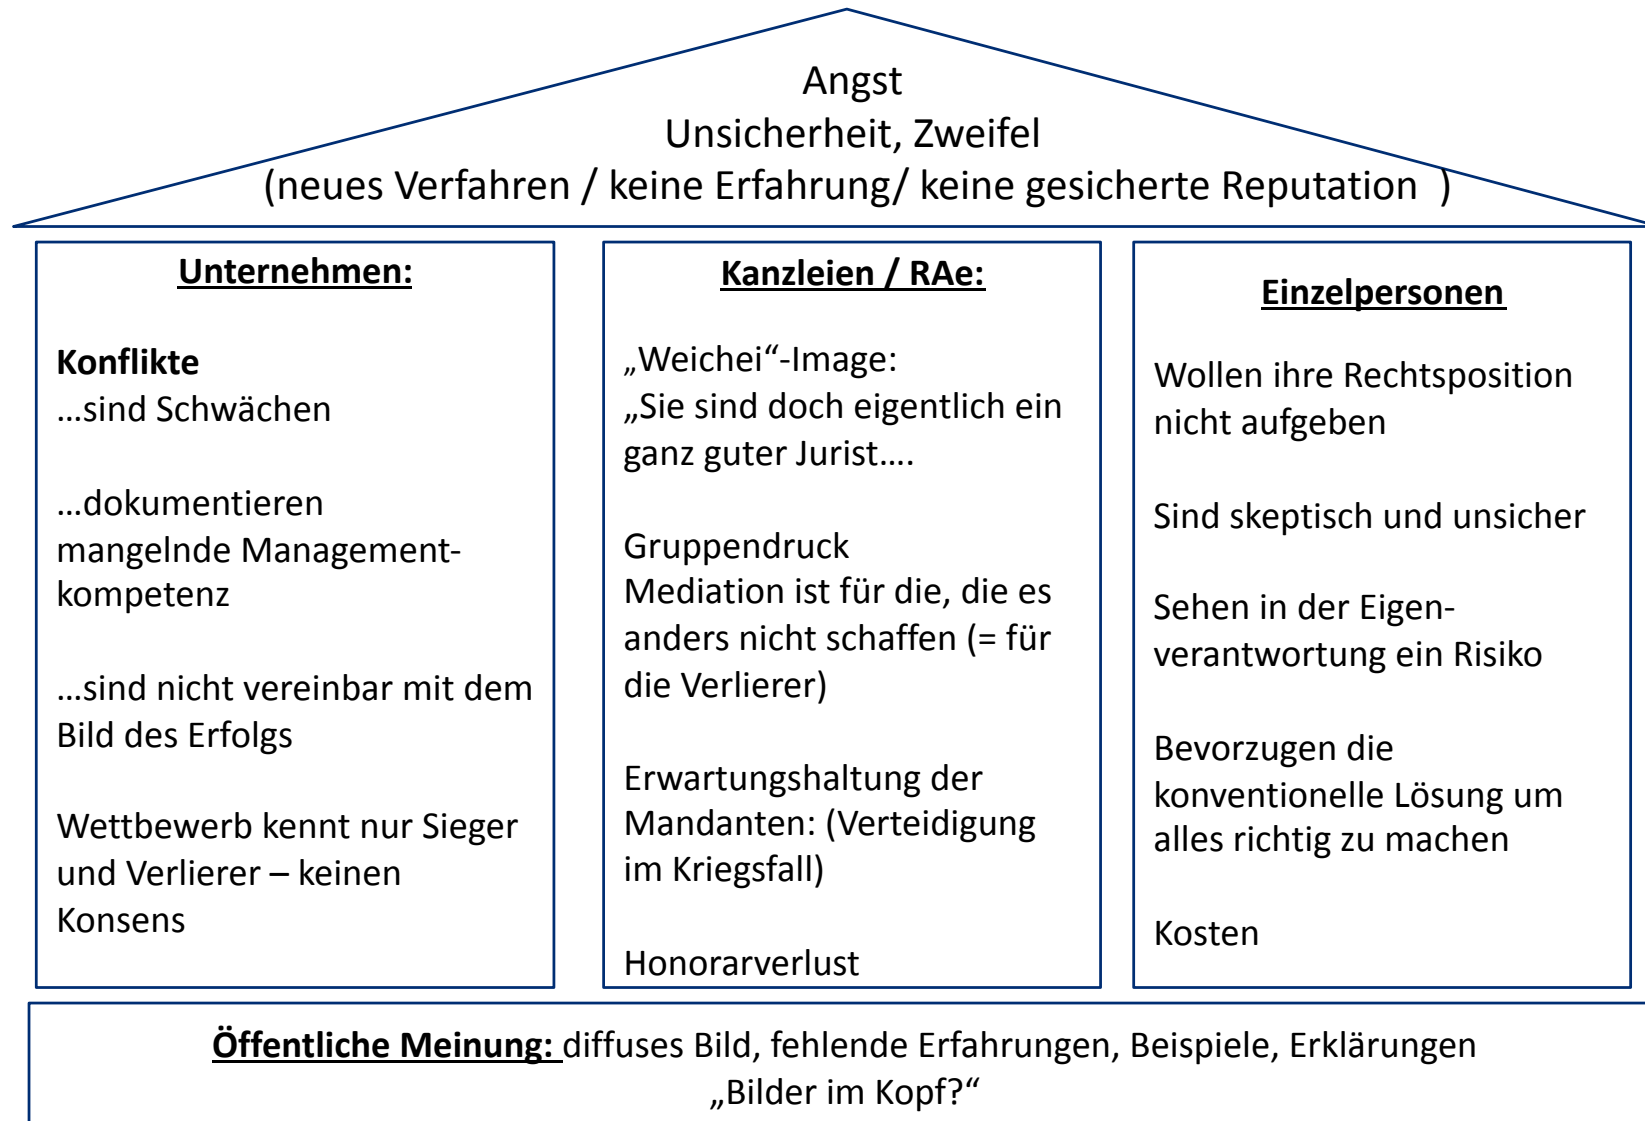 Angst
Unsicherheit, Zweifel
(neues Verfahren / keine Erfahrung/ keine gesicherte Reputation )
Unternehmen:
Konflikte
…sind Schwächen
…dokumentieren
mangelnde Management-
kompetenz
…sind nicht vereinbar mit dem
Bild des Erfolgs
Wettbewerb kennt nur Sieger
und Verlierer – keinen
Konsens
Kanzleien / RAe:
„Weichei“-Image:
„Sie sind doch eigentlich ein
ganz guter Jurist….
Gruppendruck
Mediation ist für die, die es
anders nicht schaffen (= für
die Verlierer)
Erwartungshaltung der
Mandanten: (Verteidigung
im Kriegsfall)
Honorarverlust
Einzelpersonen
Wollen ihre Rechtsposition
nicht aufgeben
Sind skeptisch und unsicher
Sehen in der Eigen-
verantwortung ein Risiko
Bevorzugen die
konventionelle Lösung um
alles richtig zu machen
Kosten
Öffentliche Meinung: diffuses Bild, fehlende Erfahrungen, Beispiele, Erklärungen
„Bilder im Kopf?“